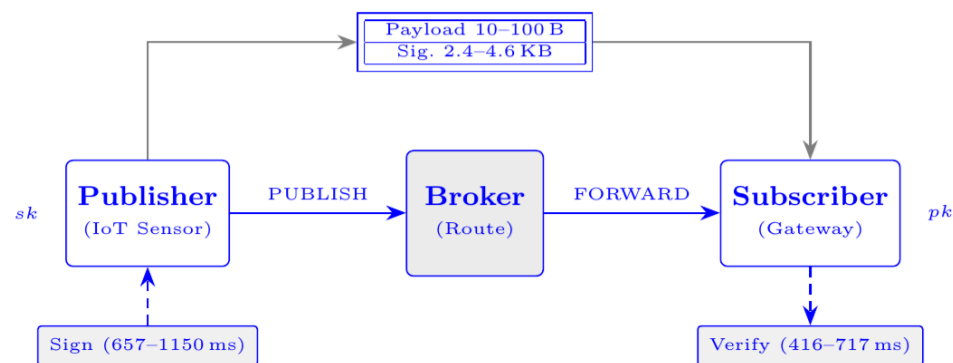 Payload 10–100 B
Sig. 2.4–4.6 KB
sk
Publisher
(IoT Sensor)
PUBLISH
Broker
(Route)
FORWARD
Subscriber
(Gateway)
pk
Sign (657–1150 ms)
Verify (416–717 ms)